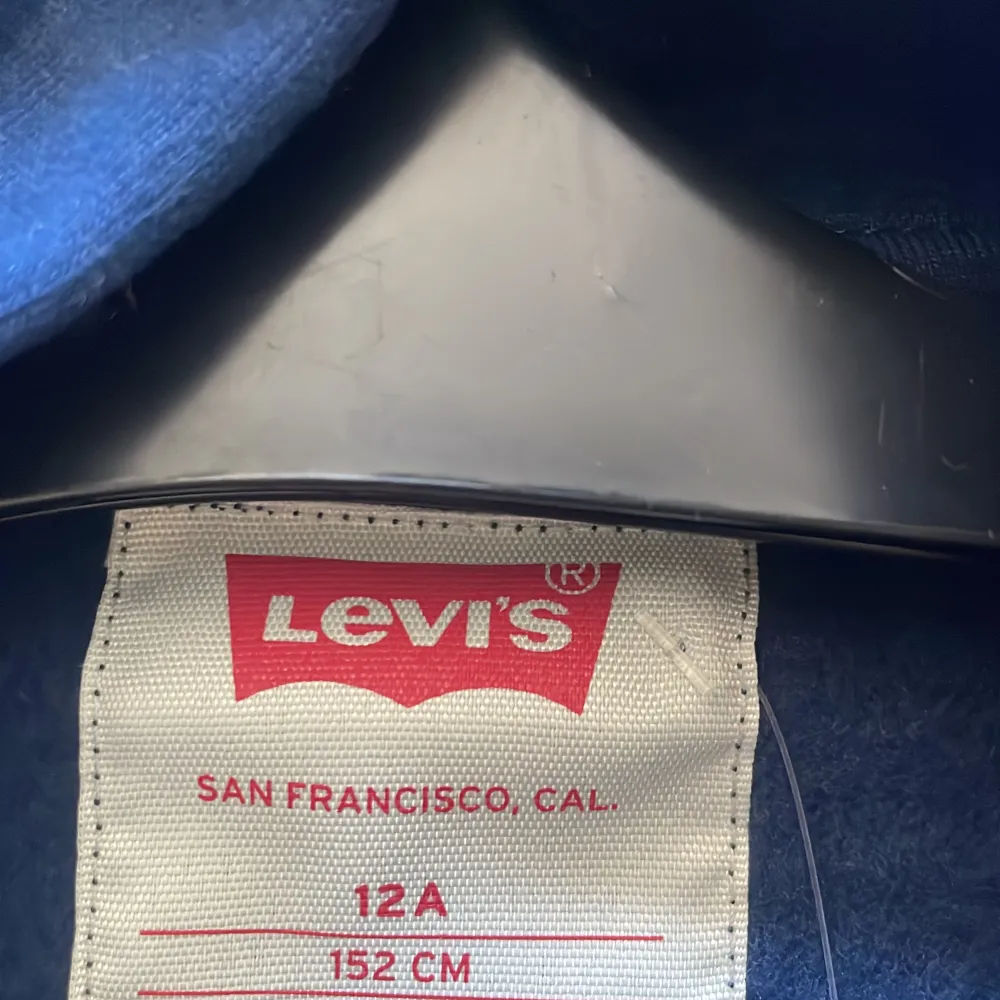 LEVI'S®
SAN FRANCISCO, CAL.
12A
152 CM